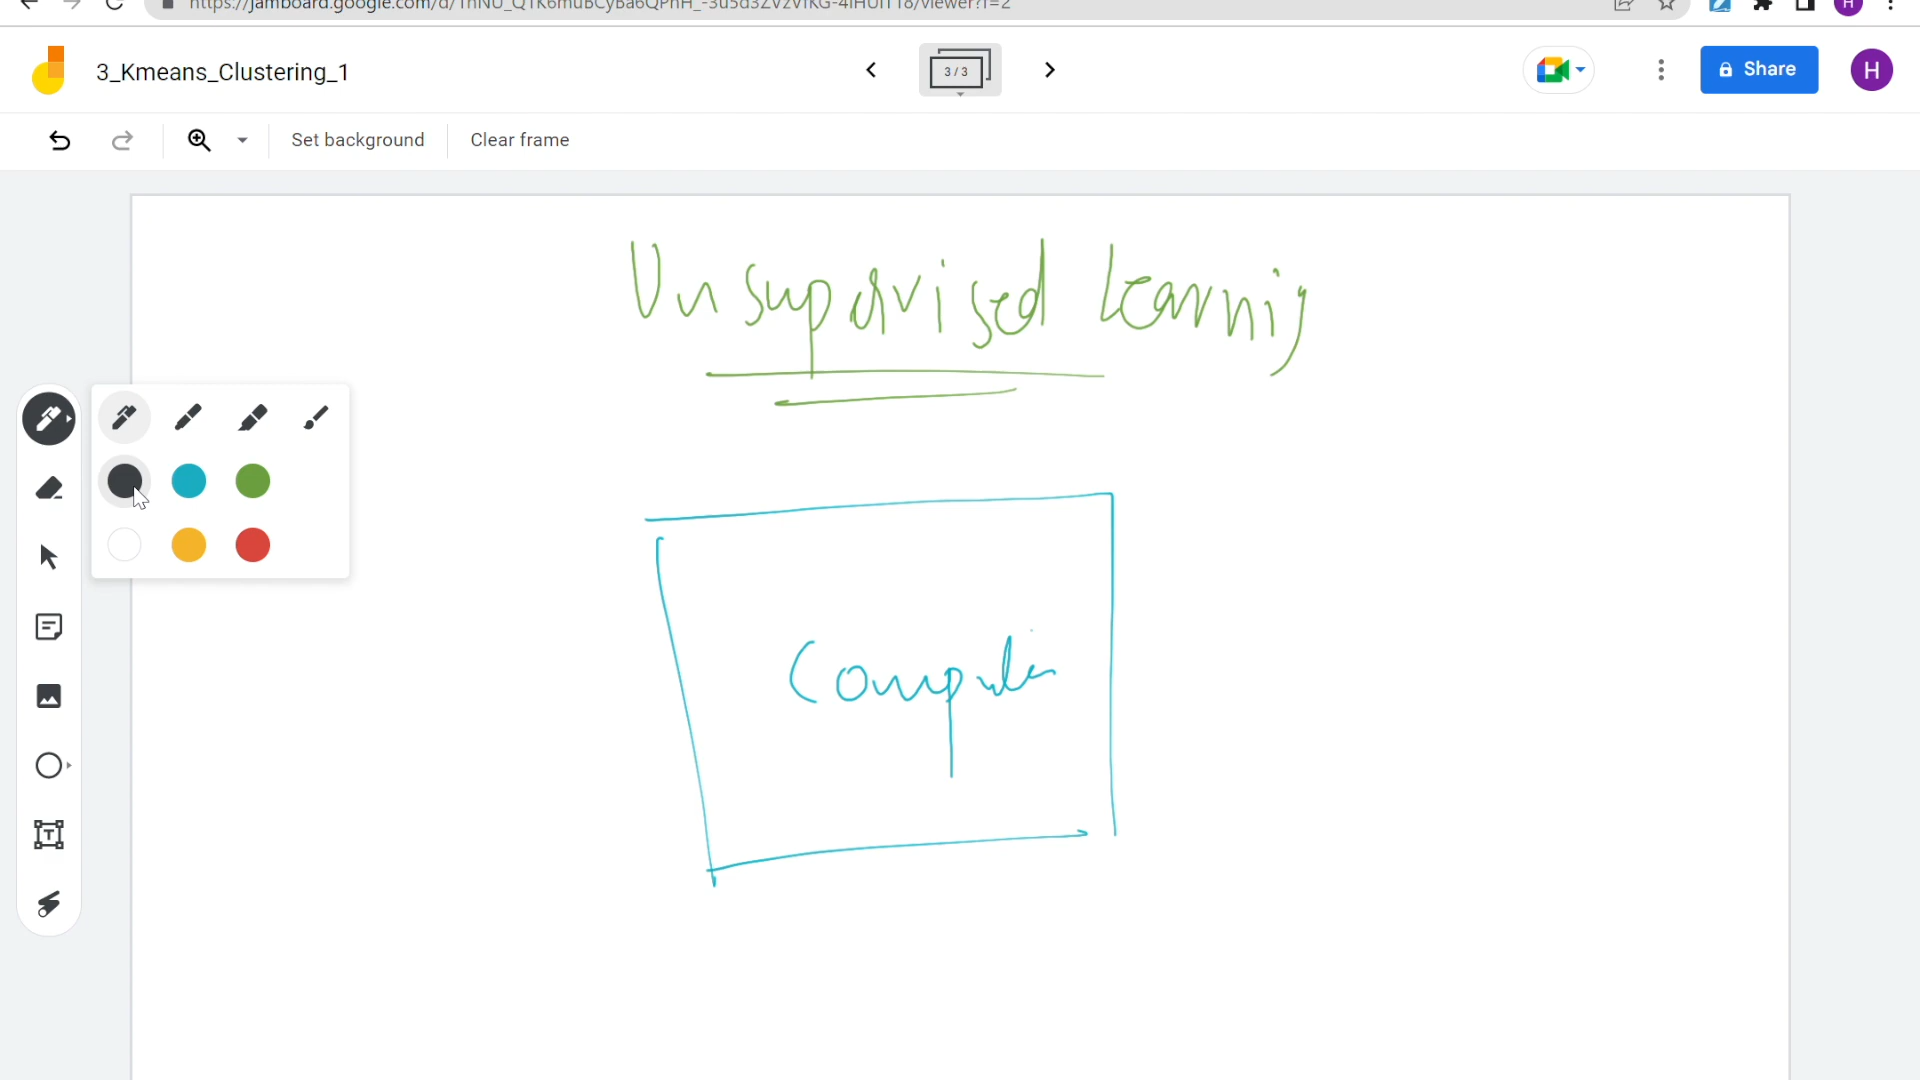 3_Kmeans_Clustering_1
3/3
Share
H
Set background
Clear frame
Unsupervised Learning
Computer